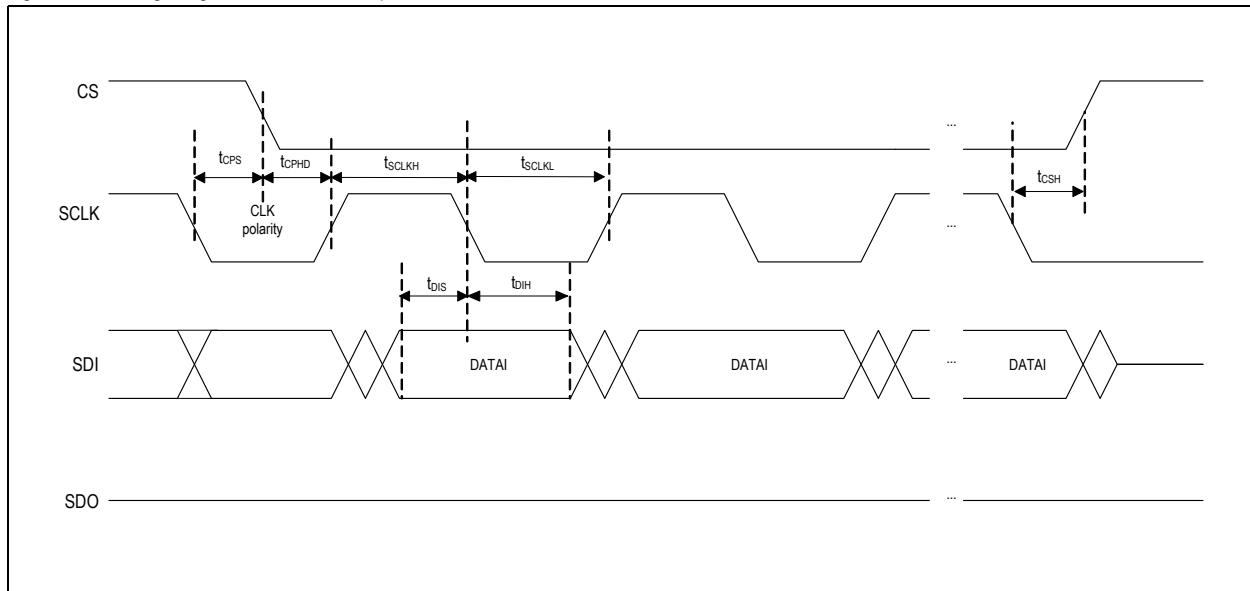 CS
...
tCPS
tCPHD
tSCLKH
tSCLKL
tCSH
SCLK
CLK
polarity
...
tDIS
tDIH
SDI
DATAI
DATAI
...
DATAI
SDO
...